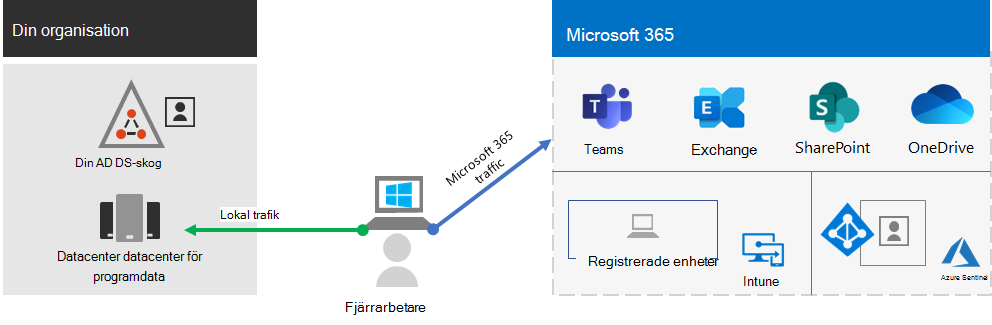 Din organisation
Din AD DS-skog
Datacenter datacenter för
programdata
Lokal trafik
Fjärrarbetare
Microsoft 365
traffic
Microsoft 365
T
Teams
E
Exchange
S
SharePoint
OneDrive
Registrerade enheter
Intune
Azure Sentinel